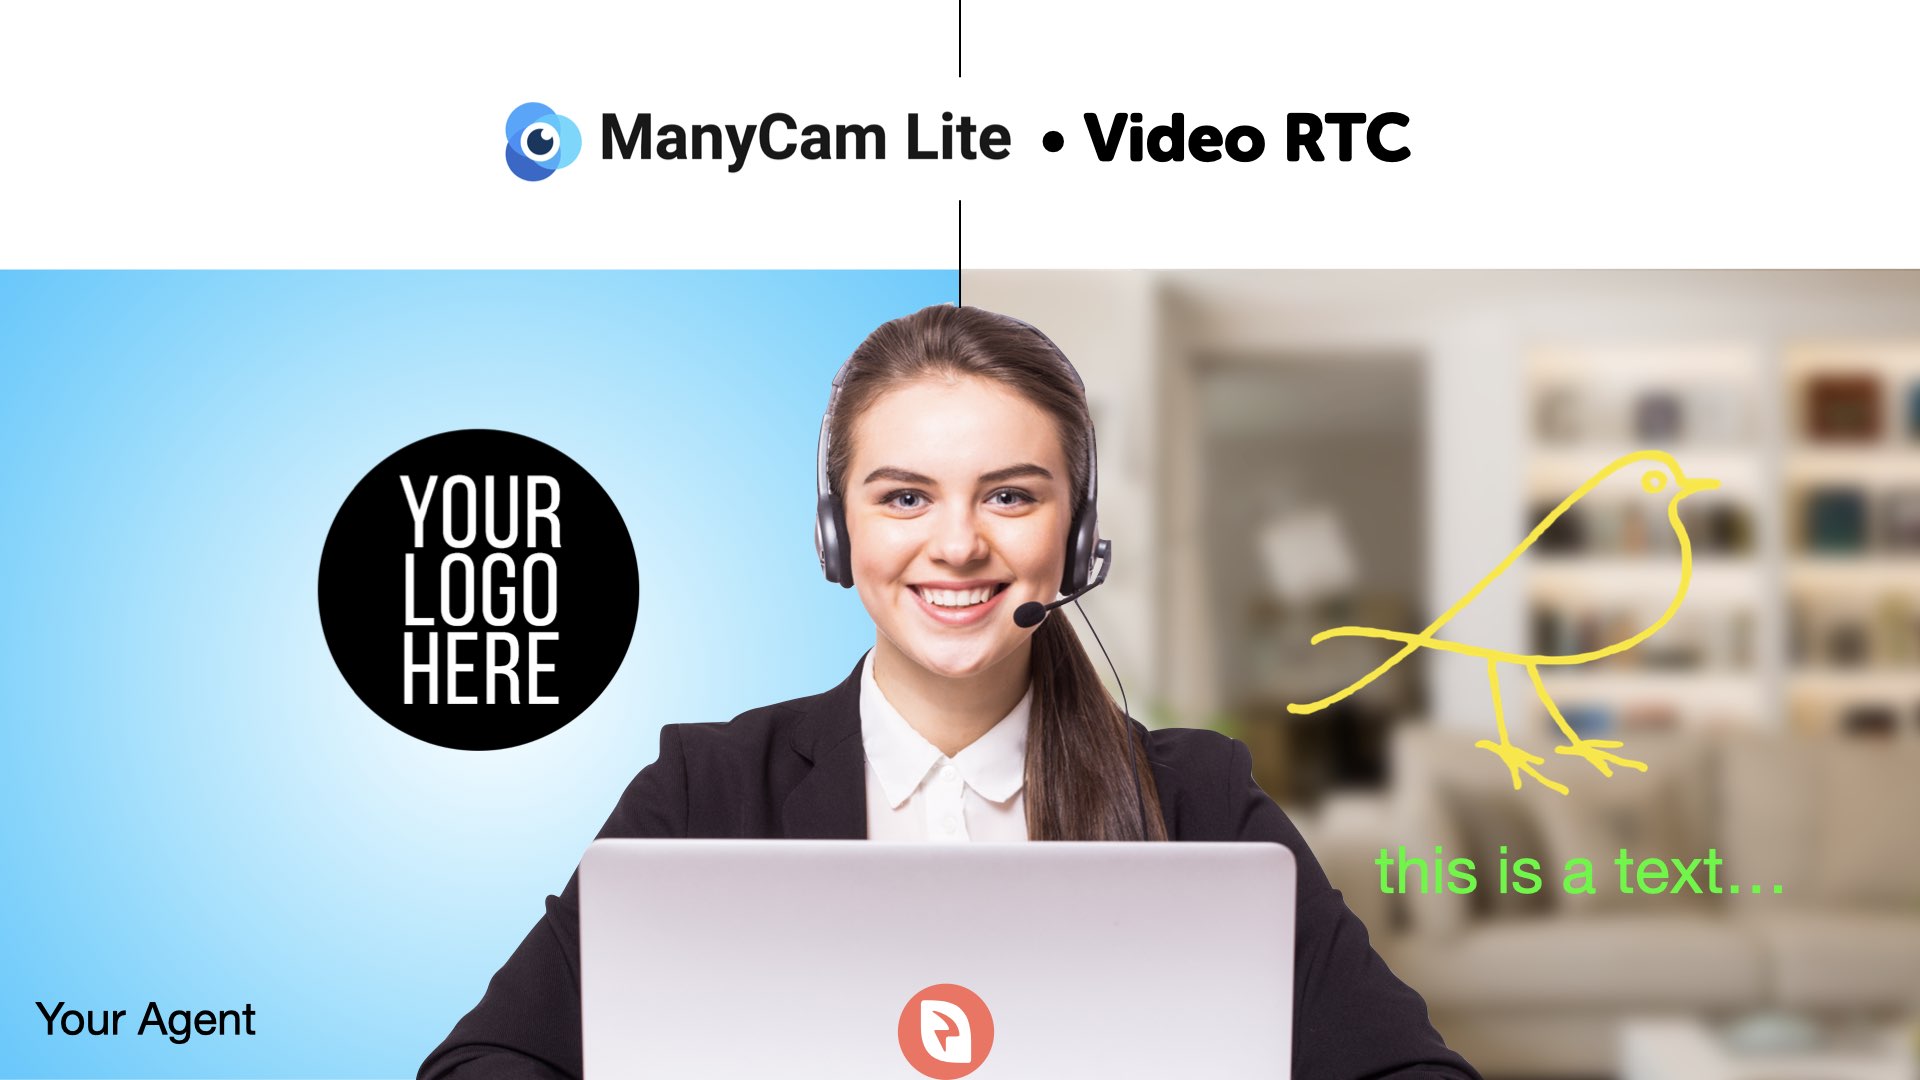 ManyCam Lite • Video RTC
YOUR
LOGO
HERE
this is a text...
Your Agent